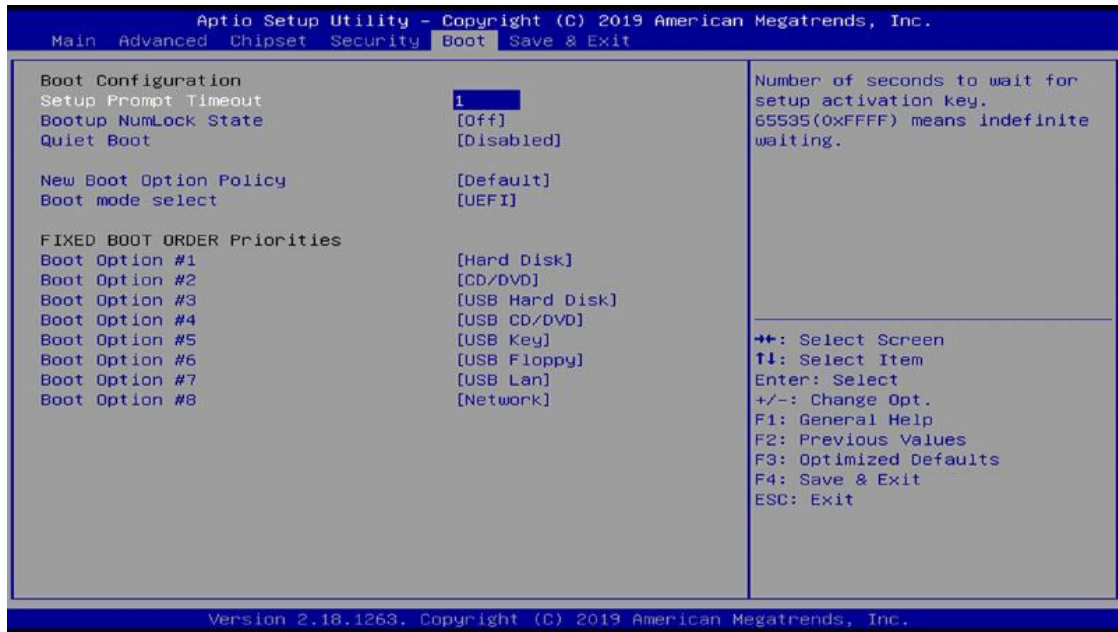 Aptio Setup Utility - Copyright (C) 2019 American Megatrends, Inc.
Main Advanced Chipset Security Boot Save & Exit
Boot Configuration
Setup Prompt Timeout 1
Bootup NumLock State [Off]
Quiet Boot [Disabled]
New Boot Option Policy [Default]
Boot mode select [UEFI]
FIXED BOOT ORDER Priorities
Boot Option #1 [Hard Disk]
Boot Option #2 [CD/DVD]
Boot Option #3 [USB Hard Disk]
Boot Option #4 [USB CD/DVD]
Boot Option #5 [USB Key]
Boot Option #6 [USB Floppy]
Boot Option #7 [USB Lan]
Boot Option #8 [Network]
Number of seconds to wait for
setup activation key.
65535(0xFFFF) means indefinite
waiting.
→←: Select Screen
↑↓: Select Item
Enter: Select
+/-: Change Opt.
F1: General Help
F2: Previous Values
F3: Optimized Defaults
F4: Save & Exit
ESC: Exit
Version 2.18.1263. Copyright (C) 2019 American Megatrends, Inc.